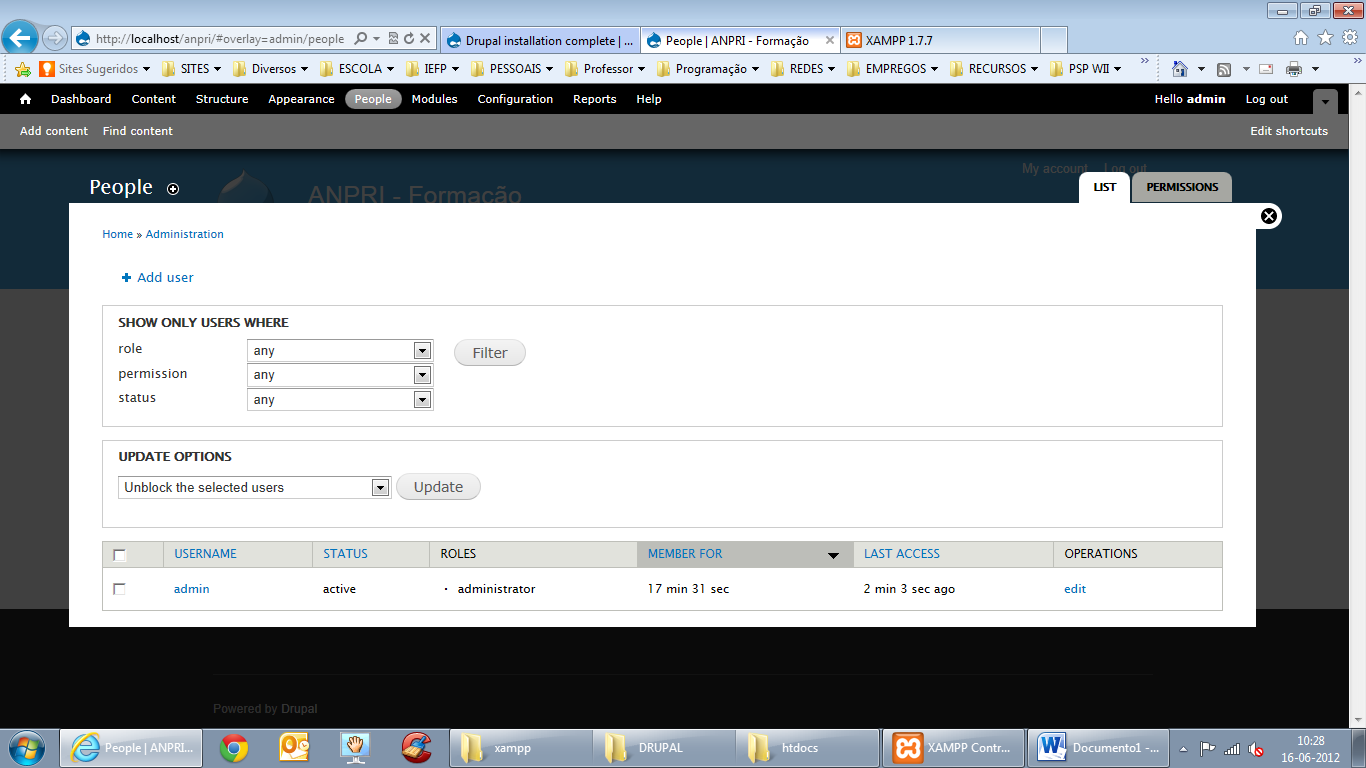 http://localhost/anpri/#overlay=admin/people
Drupal installation complete | ...
People | ANPRI - Formação
XAMPP 1.7.7
Sites Sugeridos
SITES
Diversos
ESCOLA
IEFP
PESSOAIS
Professor
Programação
REDES
EMPREGOS
RECURSOS
PSP WII
Dashboard Content Structure Appearance People Modules Configuration Reports Help
Hello admin Log out
Add content Find content
Edit shortcuts
My account Log out
People
ANPRI - Formação
LIST
PERMISSIONS
Home » Administration
Add user
SHOW ONLY USERS WHERE
role any
Filter
permission any
status any
UPDATE OPTIONS
Unblock the selected users
Update
USERNAME STATUS ROLES MEMBER FOR LAST ACCESS OPERATIONS
admin active • administrator 17 min 31 sec 2 min 3 sec ago edit
Powered by Drupal
People | ANPRI...
xampp
DRUPAL
htdocs
XAMPP Contr...
Documento1 -...
10:28
16-06-2012